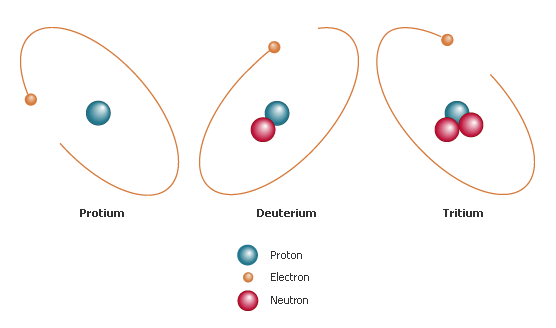 Protium
Deuterium
Tritium
Proton
Electron
Neutron